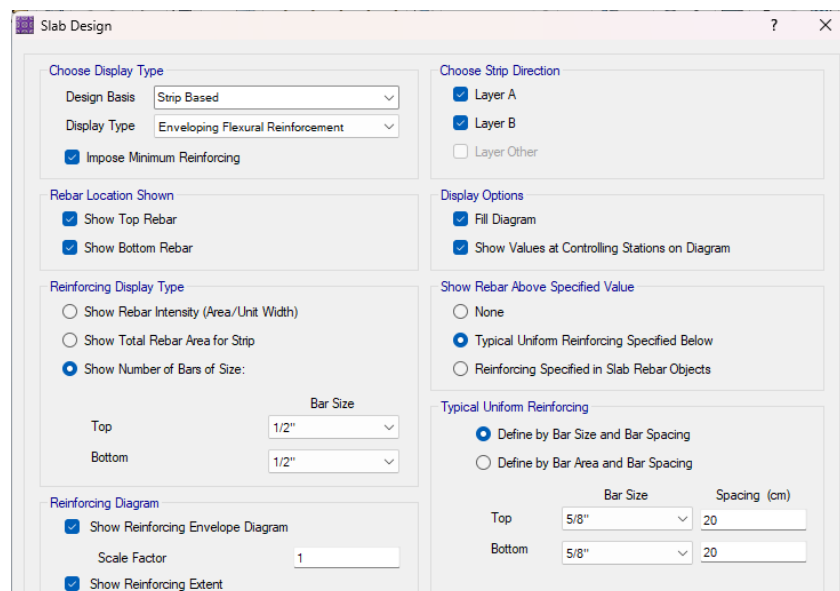 Slab Design
?
Choose Display Type
Design Basis Strip Based
Display Type Enveloping Flexural Reinforcement
Impose Minimum Reinforcing
Rebar Location Shown
Show Top Rebar
Show Bottom Rebar
Reinforcing Display Type
Show Rebar Intensity (Area/Unit Width)
Show Total Rebar Area for Strip
Show Number of Bars of Size:
Bar Size
Top 1/2"
Bottom 1/2"
Reinforcing Diagram
Show Reinforcing Envelope Diagram
Scale Factor 1
Show Reinforcing Extent
Choose Strip Direction
Layer A
Layer B
Layer Other
Display Options
Fill Diagram
Show Values at Controlling Stations on Diagram
Show Rebar Above Specified Value
None
Typical Uniform Reinforcing Specified Below
Reinforcing Specified in Slab Rebar Objects
Typical Uniform Reinforcing
Define by Bar Size and Bar Spacing
Define by Bar Area and Bar Spacing
Bar Size Spacing (cm)
Top 5/8" 20
Bottom 5/8" 20